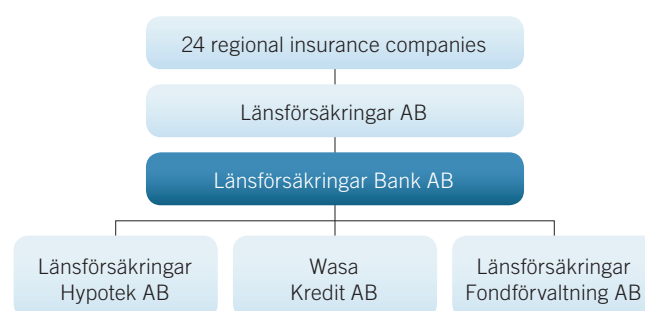 24 regional insurance companies
Länsförsäkringar AB
Länsförsäkringar Bank AB
Länsförsäkringar
Hypotek AB
Wasa
Kredit AB
Länsförsäkringar
Fondförvaltning AB